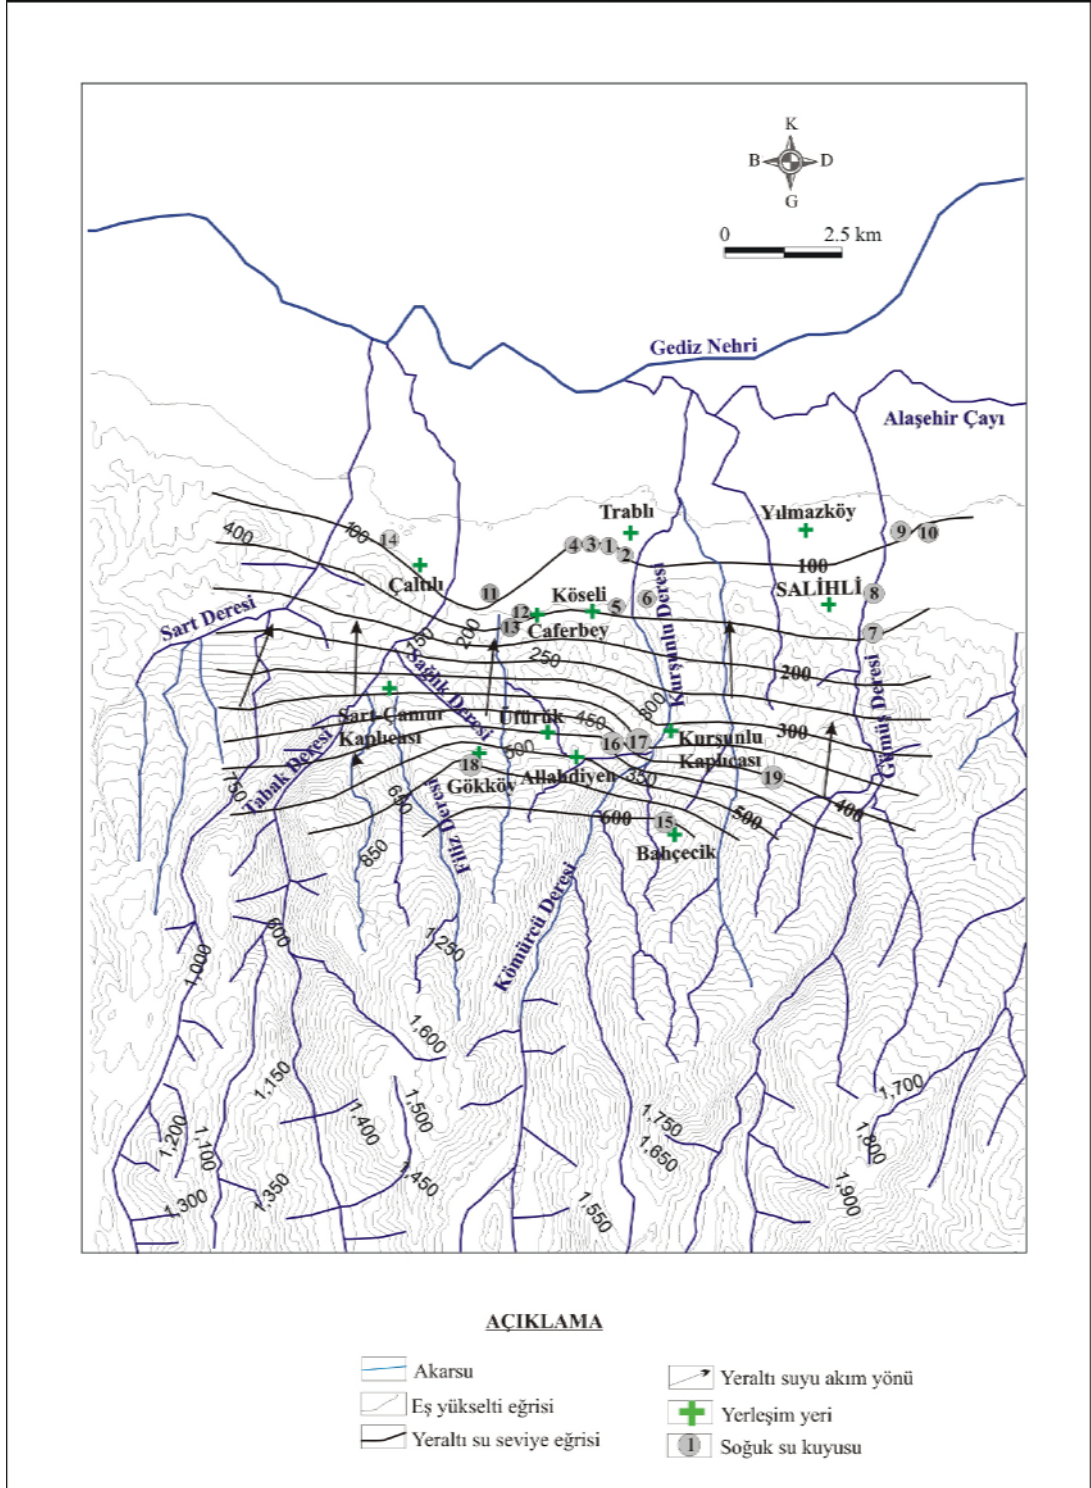 K
B D
G
0 2.5 km
Gediz Nehri
Alaşehir Çayı
Trablı
Yılmazköy
400
100
14
4 3 1
2
9 10
100
Çaltılı
SALİHLİ
8
11
Köseli
5
6
12
13
Caferbey
7
Sart Deresi
150
200
250
Sağlık Deresi
Kurşunlu Deresi
200
Gümüş Deresi
300
Sart-Çamur
Kaplıcası
Üfürük
450
16 17
Kurşunlu
Kaplıcası
300
500
18
Gökköy
Allahdiyen
350
19
750
Tabak Deresi
650
Filiz Deresi
400
500
600
15
Bahçecik
850
Kömürcü Deresi
600
1,250
1,000
1,600
1,150
1,500
1,400
1,700
1,200
1,100
1,750
1,650
1,800
1,300
1,350
1,450
1,900
1,550
AÇIKLAMA
Akarsu
Eş yükselti eğrisi
Yeraltı su seviye eğrisi
Yeraltı suyu akım yönü
Yerleşim yeri
1 Soğuk su kuyusu